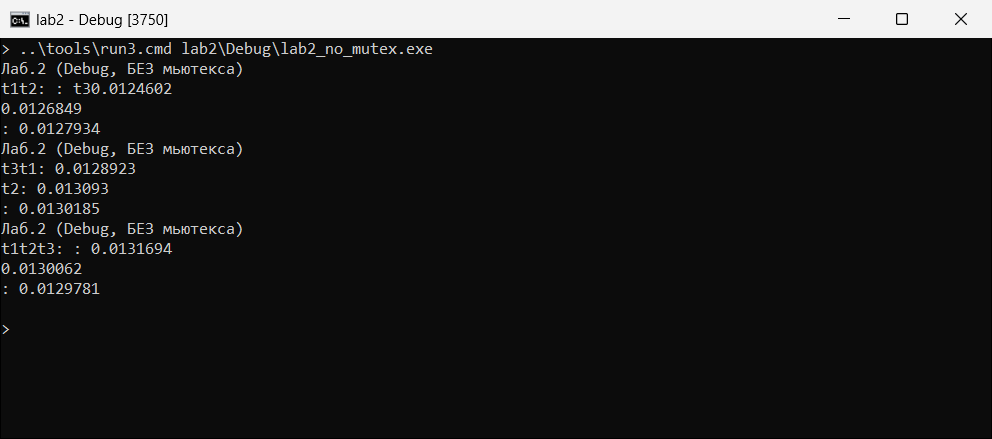 lab2 - Debug [3750]
> ..\tools\run3.cmd lab2\Debug\lab2_no_mutex.exe
Лаб.2 (Debug, БЕЗ мьютекса)
t1t2: : t30.0124602
0.0126849
: 0.0127934
Лаб.2 (Debug, БЕЗ мьютекса)
t3t1: 0.0128923
t2: 0.013093
: 0.0130185
Лаб.2 (Debug, БЕЗ мьютекса)
t1t2t3: : 0.0131694
0.0130062
: 0.0129781
>